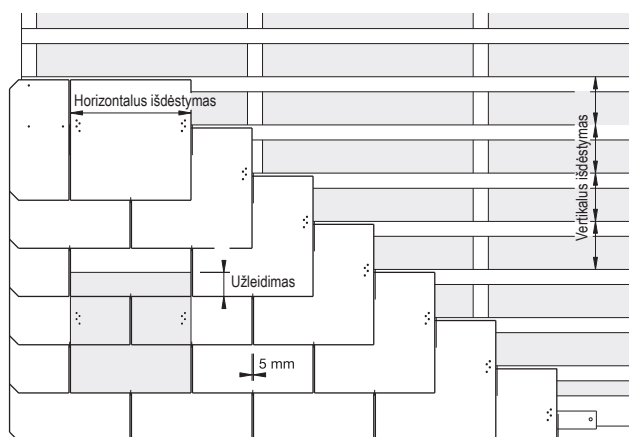 Horizontalus išdėstymas
Vertikalus išdėstymas
Užleidimas
5 mm